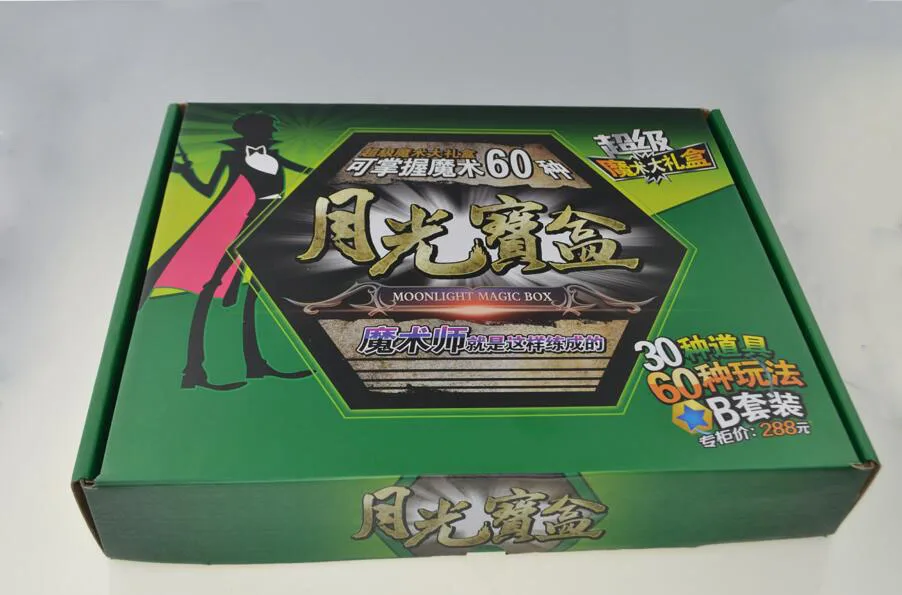 超级魔术大礼盒
可掌握魔术60种
月光寶盒
MOONLIGHT MAGIC BOX
魔术师就是这样练成的
超级
魔术大礼盒
30种道具
60种玩法
B套装
专柜价：288元
月光寶盒